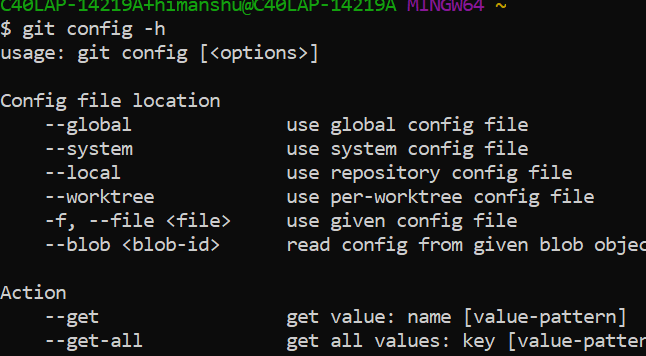 C40LAP-14219A+himanshu@C40LAP-14219A MINGW64 ~
$ git config -h
usage: git config [<options>]
Config file location
--global use global config file
--system use system config file
--local use repository config file
--worktree use per-worktree config file
-f, --file <file> use given config file
--blob <blob-id> read config from given blob objec
Action
--get get value: name [value-pattern]
--get-all get all values: key [value-patter